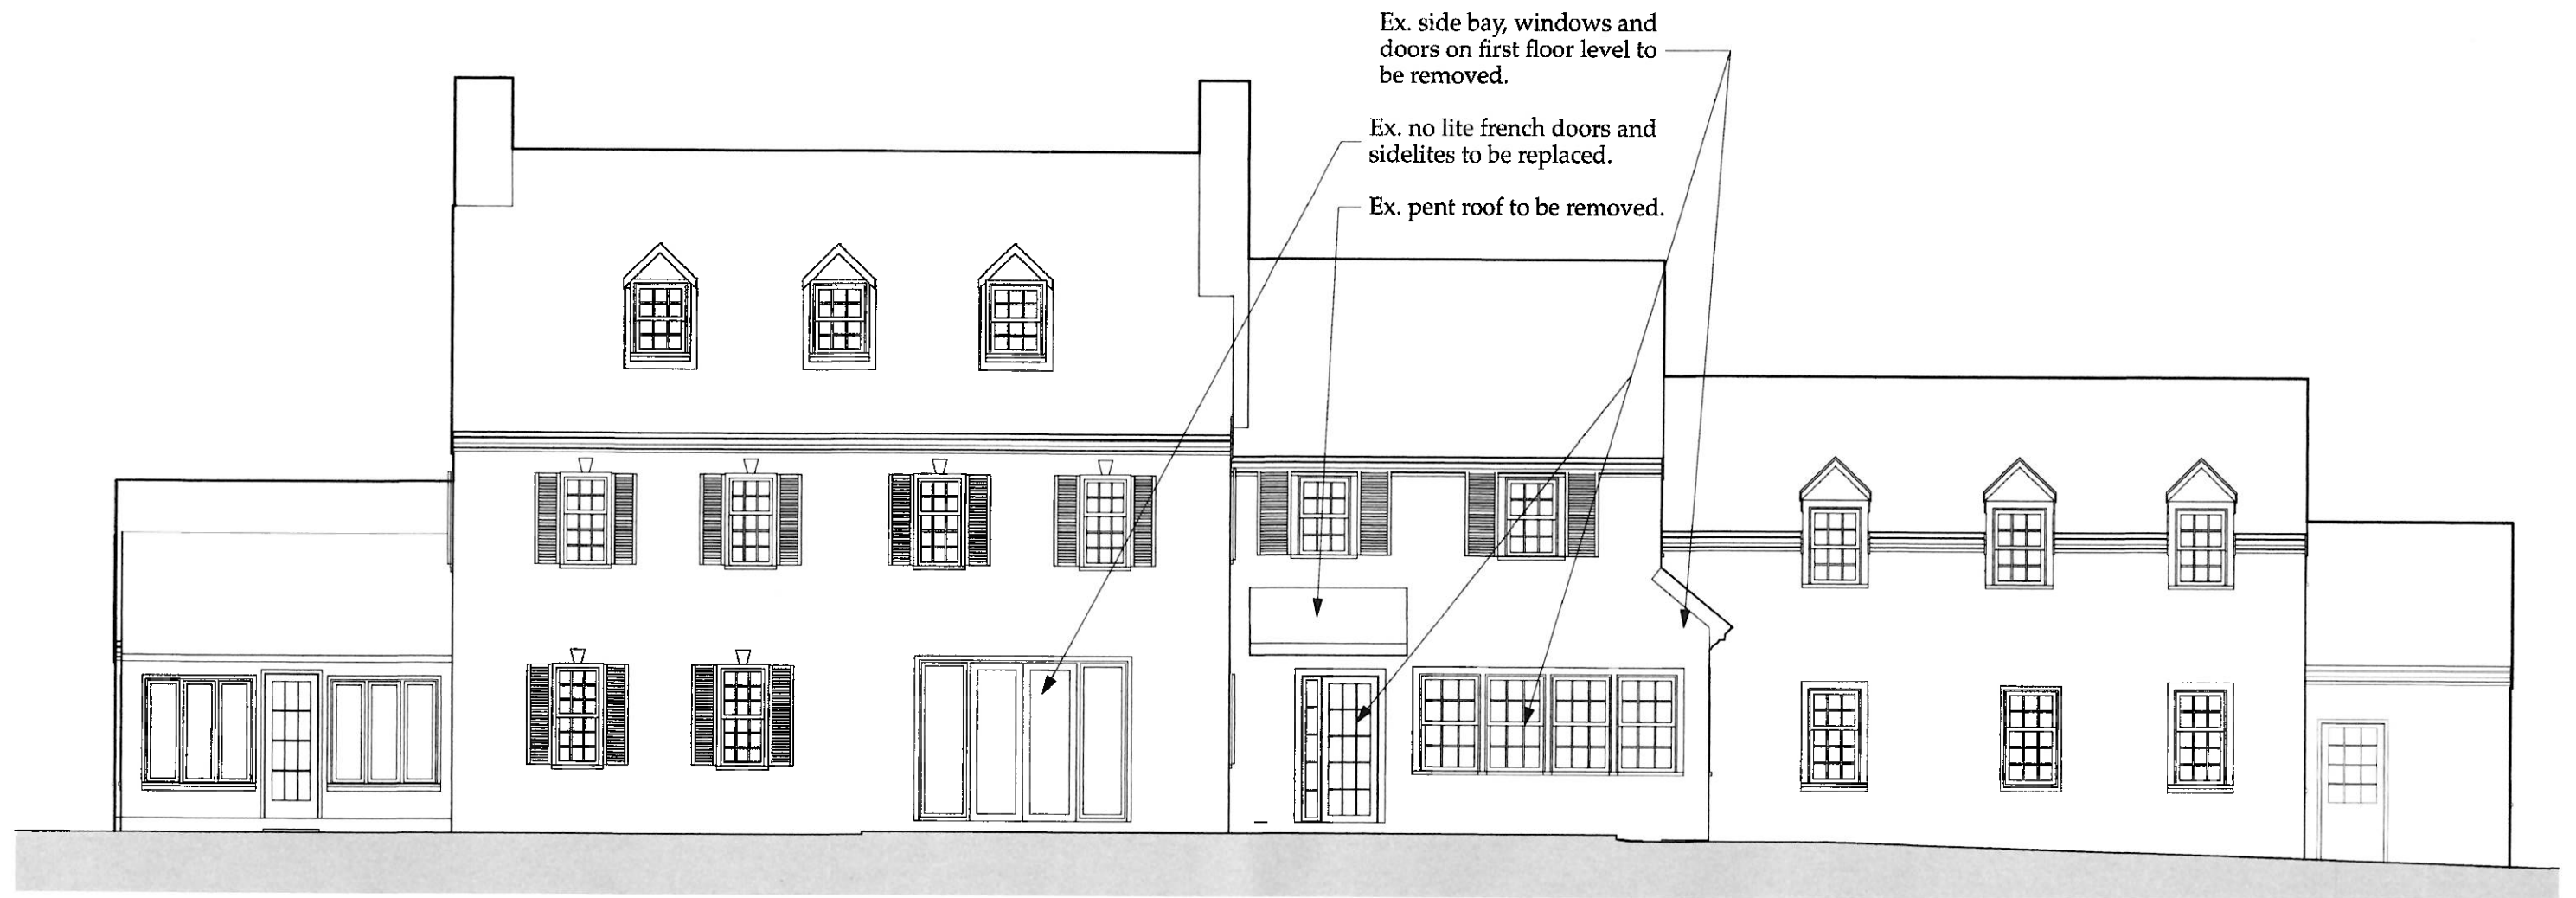 Ex. side bay, windows and
doors on first floor level to
be removed.
Ex. no lite french doors and
sidelites to be replaced.
Ex. pent roof to be removed.